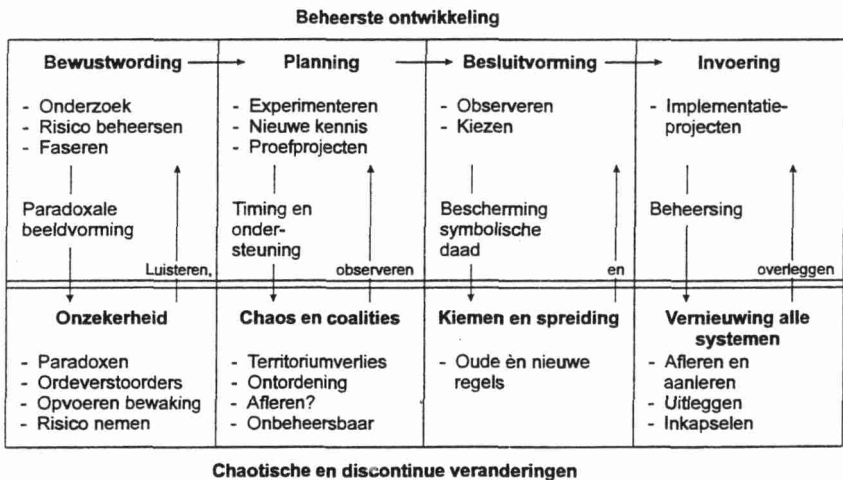 Beheerste ontwikkeling
Bewustwording
- Onderzoek
- Risico beheersen
- Faseren
Paradoxale
beeldvorming
Planning
- Experimenteren
- Nieuwe kennis
- Proefprojecten
Timing en
onder-
steuning
Besluitvorming
- Observeren
- Kiezen
Bescherming
symbolische
daad
Invoering
- Implementatie-
projecten
Beheersing
Luisteren,
observeren
en
overleggen
Onzekerheid
- Paradoxen
- Ordeverstoorders
- Opvoeren bewaking
- Risico nemen
Chaos en coalities
- Territoriumverlies
- Ontordening
- Afleren?
- Onbeheersbaar
Kiemen en spreiding
- Oude èn nieuwe
regels
Vernieuwing alle
systemen
- Afleren en
aanleren
- Uitleggen
- Inkapselen
Chaotische en discontinue veranderingen